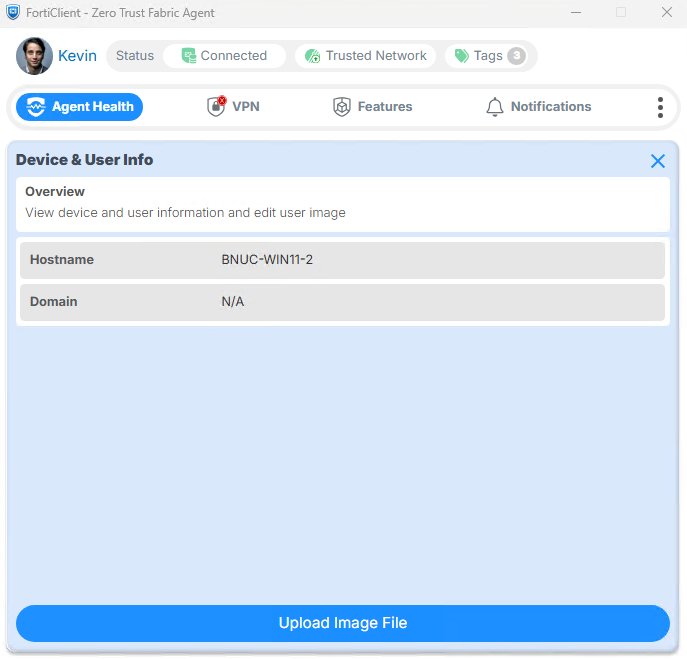 FortiClient - Zero Trust Fabric Agent
Kevin Status Connected Trusted Network Tags 3
Agent Health VPN Features Notifications
Device & User Info
Overview
View device and user information and edit user image
Hostname BNUC-WIN11-2
Domain N/A
Upload Image File